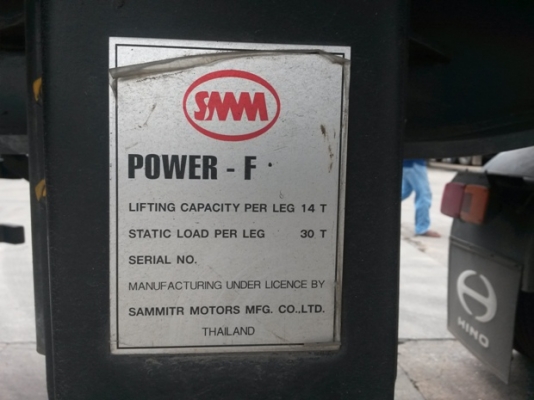 SMM
POWER - F
LIFTING CAPACITY PER LEG 14 T
STATIC LOAD PER LEG 30 T
SERIAL NO.
MANUFACTURING UNDER LICENCE BY
SAMMITR MOTORS MFG. CO.,LTD.
THAILAND
HINO